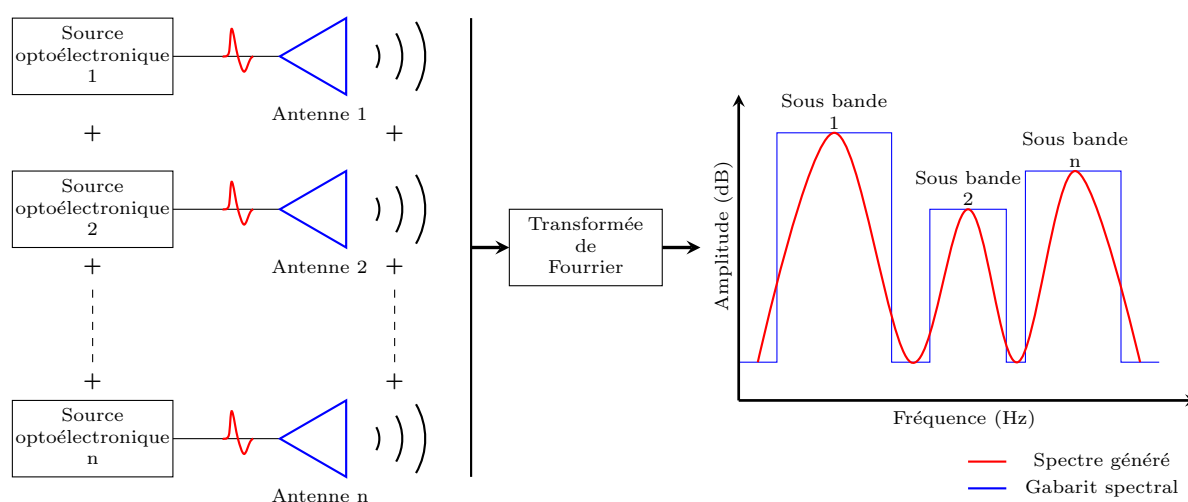 Source
optoélectronique
1
Antenne 1
+
+
Source
optoélectronique
2
Antenne 2
+
+
+
+
Source
optoélectronique
n
Antenne n
Transformée
de
Fourrier
Amplitude (dB)
Sous bande
1
Sous bande
2
Sous bande
n
Fréquence (Hz)
Spectre généré
Gabarit spectral